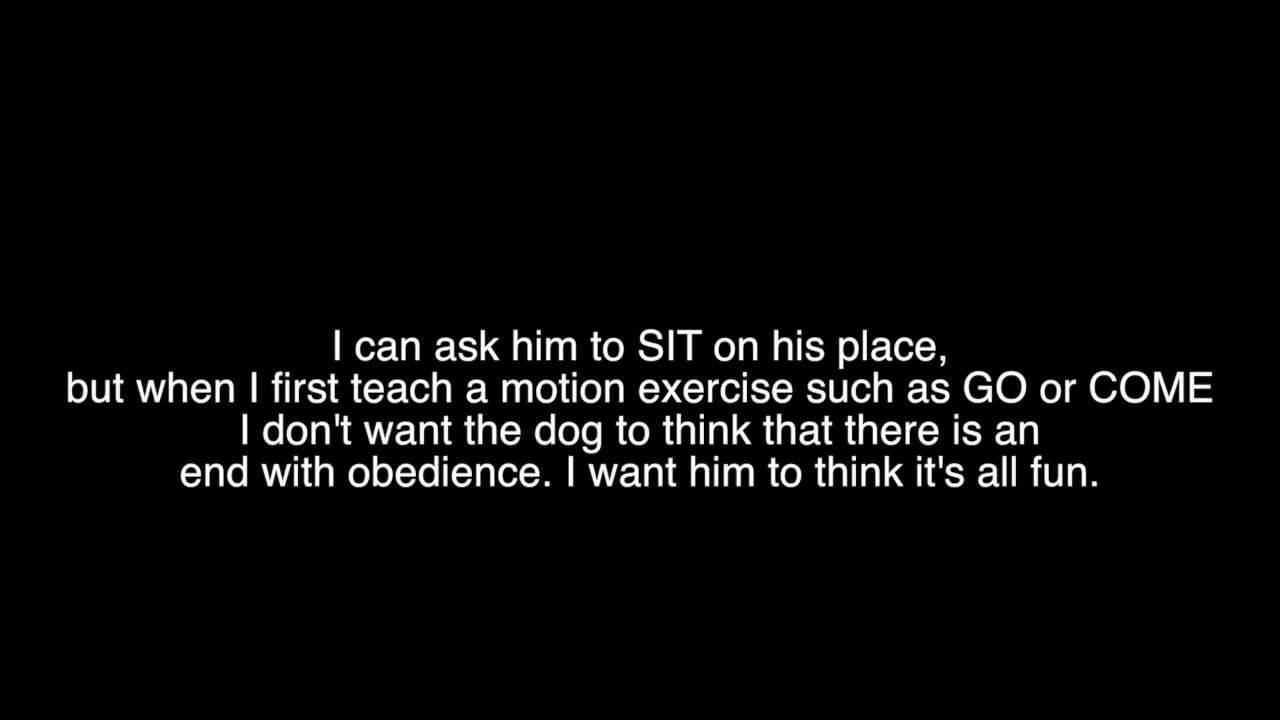 I can ask him to SIT on his place,
but when I first teach a motion exercise such as GO or COME
I don't want the dog to think that there is an
end with obedience. I want him to think it's all fun.